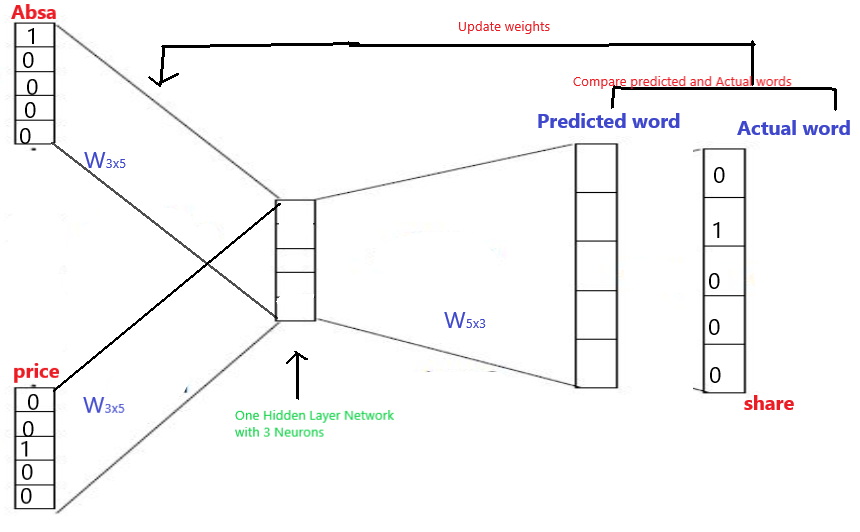 Absa
1
0
0
0
0
W3x5
Update weights
Compare predicted and Actual words
Predicted word
Actual word
0
1
0
0
0
share
W5x3
price
0
0
1
0
0
W3x5
One Hidden Layer Network
with 3 Neurons